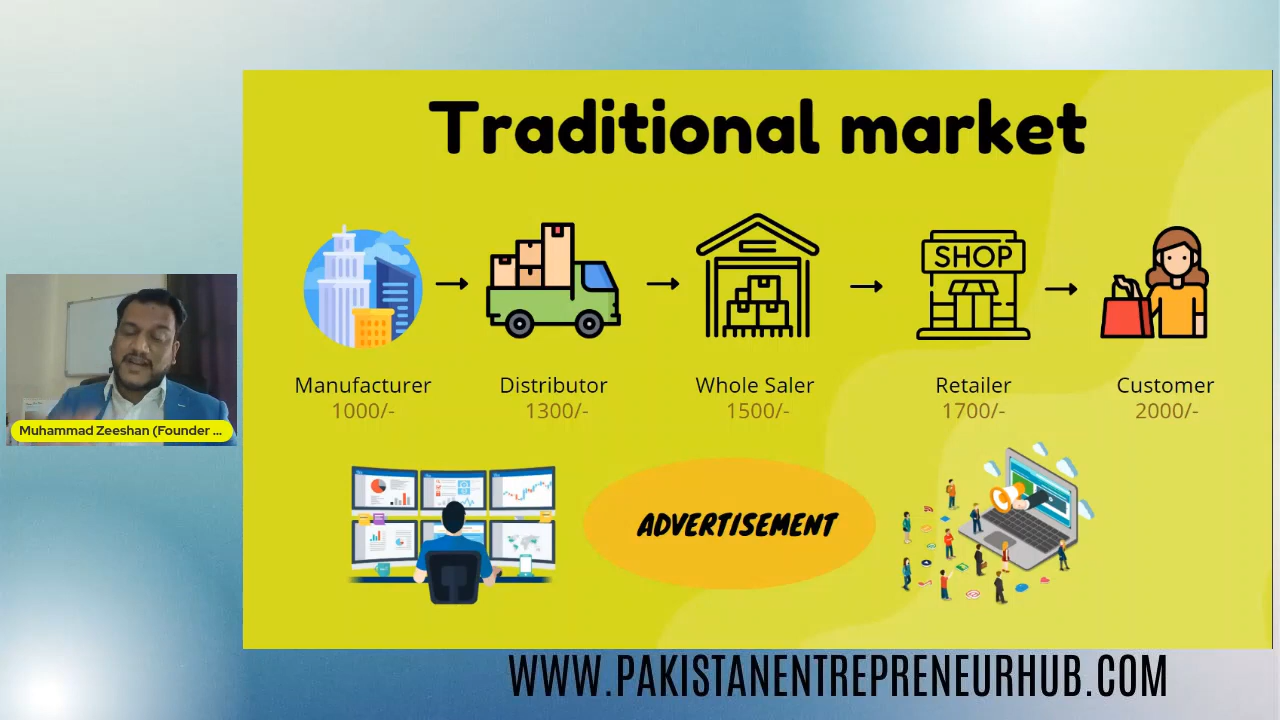 Traditional market
SHOP
Manufacturer
1000/-
Distributor
1300/-
Whole Saler
1500/-
Retailer
1700/-
Customer
2000/-
ADVERTISEMENT
Muhammad Zeeshan (Founder ...
WWW.PAKISTANENTREPRENEURHUB.COM